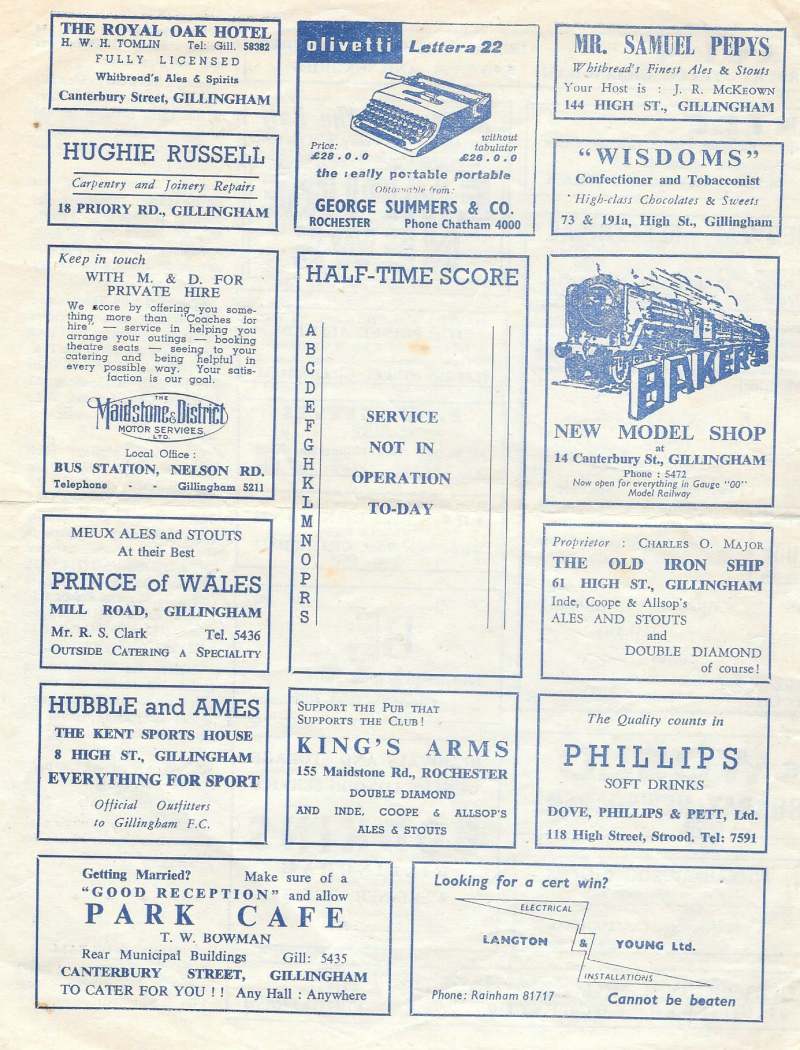 THE ROYAL OAK HOTEL
H. W. H. TOMLIN Tel: Gill. 58382
FULLY LICENSED
Whitbread's Ales & Spirits
Canterbury Street, GILLINGHAM
olivetti Lettera 22
Price:
£28.0.0
without
tabulator
£26.0.0
the really portable portable
Obtainable from:
GEORGE SUMMERS & CO.
ROCHESTER Phone Chatham 4000
MR. SAMUEL PEPYS
Whitbread's Finest Ales & Stouts
Your Host is : J. R. MCKEOWN
144 HIGH ST., GILLINGHAM
HUGHIE RUSSELL
Carpentry and Joinery Repairs
18 PRIORY RD., GILLINGHAM
"WISDOMS"
Confectioner and Tobacconist
High-class Chocolates & Sweets
73 & 191a, High St., Gillingham
Keep in touch
WITH M. & D. FOR
PRIVATE HIRE
We score by offering you some-
thing more than "Coaches for
hire" — service in helping you
arrange your outings — booking
theatre seats — seeing to your
catering and being helpful in
every possible way. Your satis-
faction is our goal.
THE
Maidstone & District
MOTOR SERVICES
LTD.
Local Office :
BUS STATION, NELSON RD.
Telephone - - Gillingham 5211
HALF-TIME SCORE
A
B
C
D
E
F
G
H
K
L
M
N
O
P
R
S
SERVICE
NOT IN
OPERATION
TO-DAY
BAKER'S
NEW MODEL SHOP
at
14 Canterbury St., GILLINGHAM
Phone : 5472
Now open for everything in Gauge "00"
Model Railway
MEUX ALES and STOUTS
At their Best
PRINCE of WALES
MILL ROAD, GILLINGHAM
Mr. R. S. Clark Tel. 5436
OUTSIDE CATERING A SPECIALITY
Proprietor : CHARLES O. MAJOR
THE OLD IRON SHIP
61 HIGH ST., GILLINGHAM
Inde, Coope & Allsop's
ALES AND STOUTS
and
DOUBLE DIAMOND
of course!
HUBBLE and AMES
THE KENT SPORTS HOUSE
8 HIGH ST., GILLINGHAM
EVERYTHING FOR SPORT
Official Outfitters
to Gillingham F.C.
SUPPORT THE PUB THAT
SUPPORTS THE CLUB!
KING'S ARMS
155 Maidstone Rd., ROCHESTER
DOUBLE DIAMOND
AND INDE, COOPE & ALLSOP'S
ALES & STOUTS
The Quality counts in
PHILLIPS
SOFT DRINKS
DOVE, PHILLIPS & PETT, Ltd.
118 High Street, Strood. Tel: 7591
Getting Married? Make sure of a
"GOOD RECEPTION" and allow
PARK CAFE
T. W. BOWMAN
Rear Municipal Buildings Gill: 5435
CANTERBURY STREET, GILLINGHAM
TO CATER FOR YOU !! Any Hall : Anywhere
Looking for a cert win?
ELECTRICAL
LANGTON & YOUNG Ltd.
INSTALLATIONS
Phone: Rainham 81717
Cannot be beaten